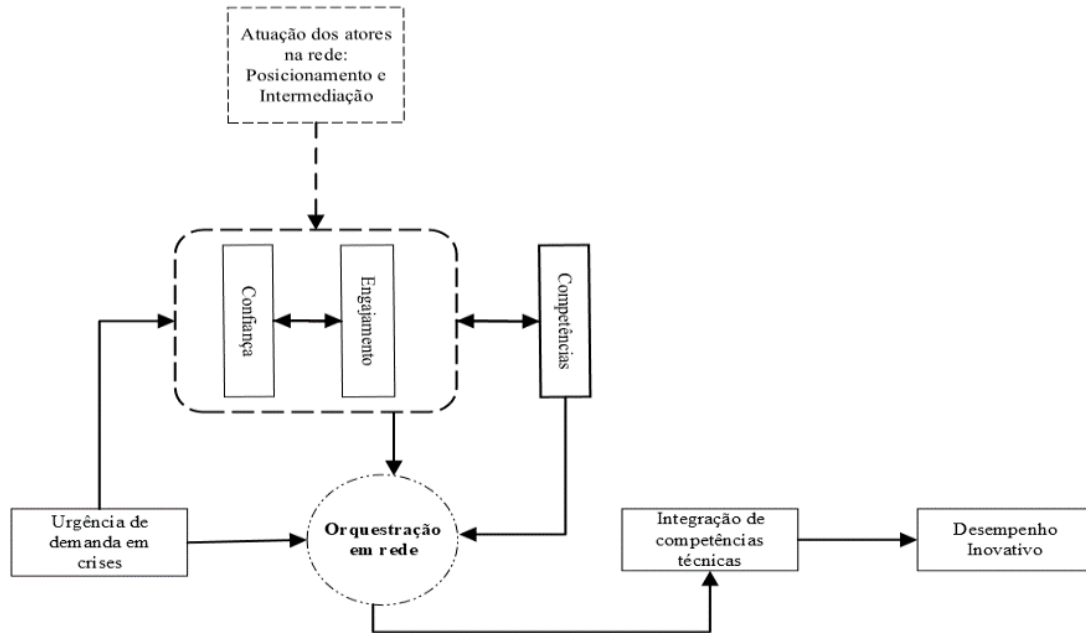 Atuação dos atores
na rede:
Posicionamento e
Intermediação
Confiança
Engajamento
Competências
Urgência de
demanda em
crises
Orquestração
em rede
Integração de
competências
técnicas
Desempenho
Inovativo